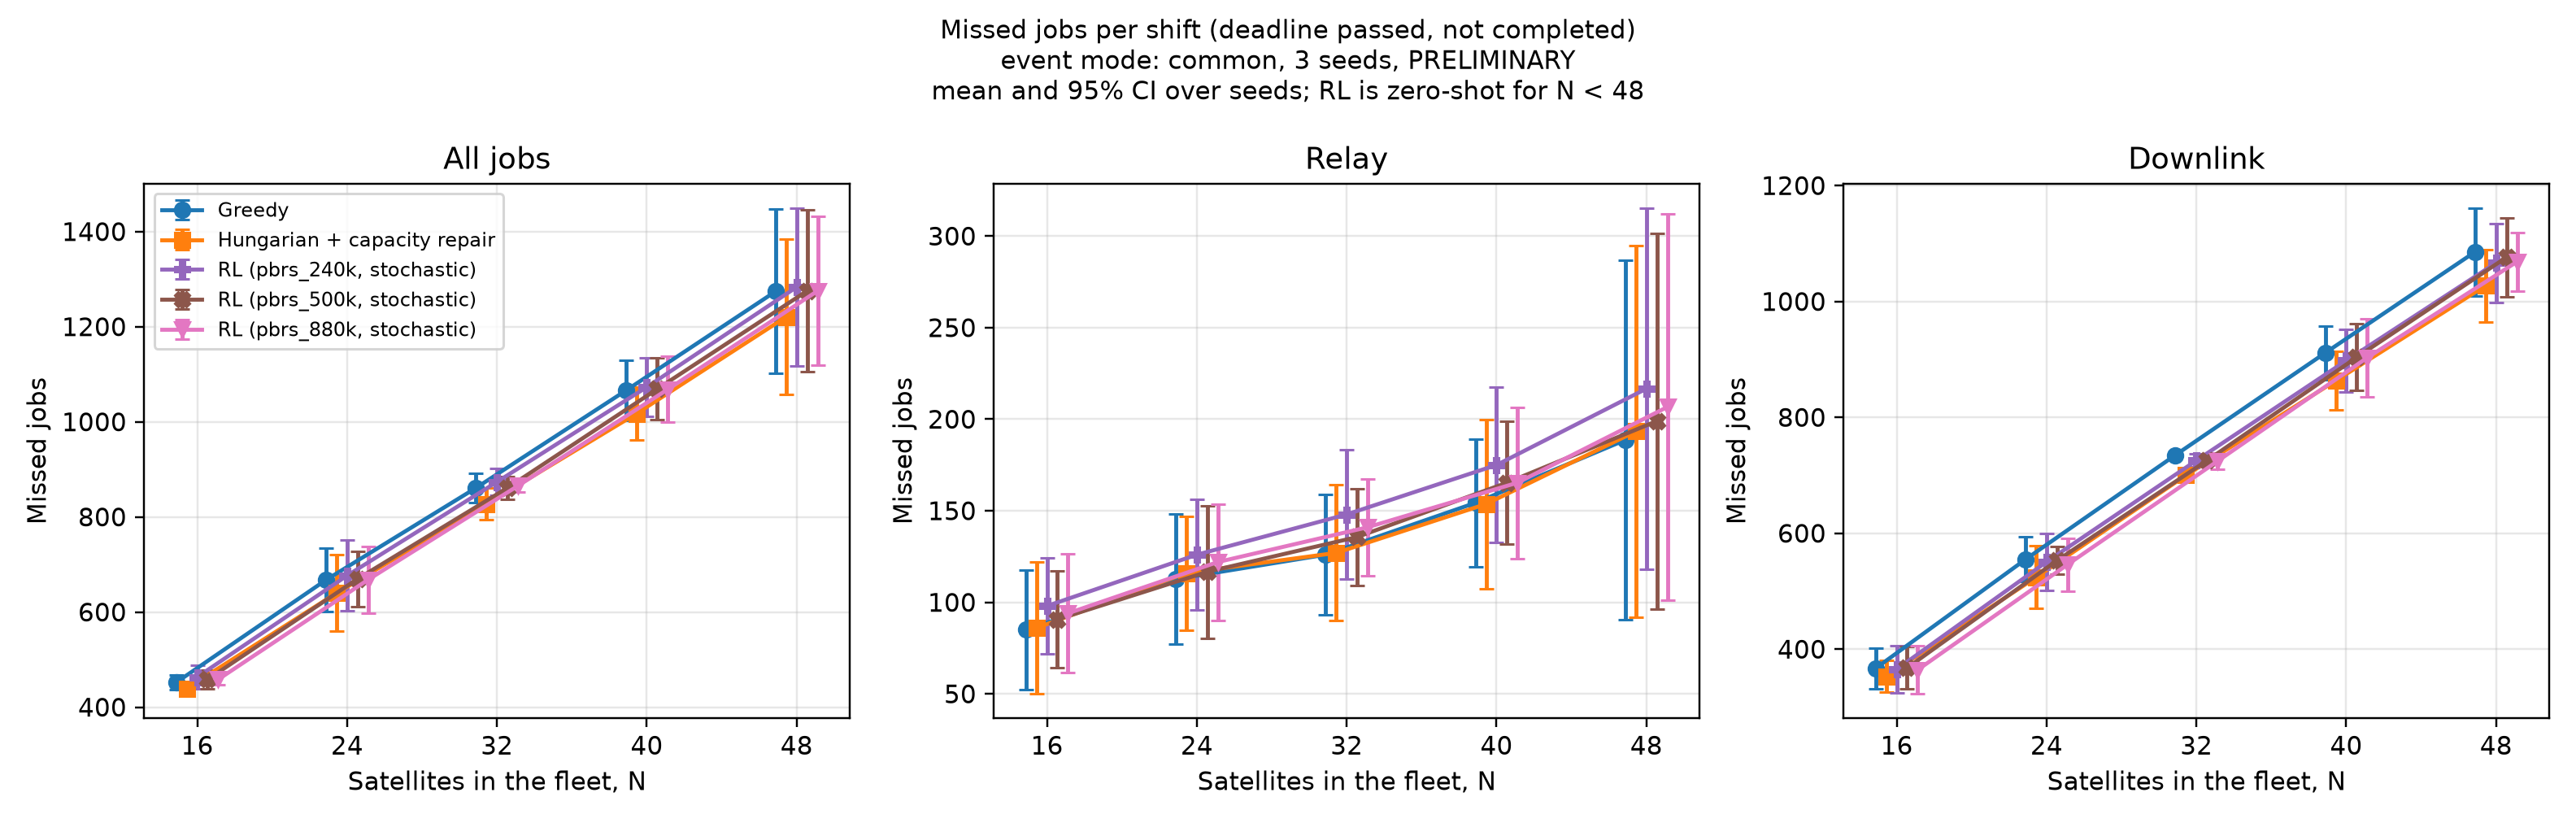 Missed jobs per shift (deadline passed, not completed)
event mode: common, 3 seeds, PRELIMINARY
mean and 95% CI over seeds; RL is zero-shot for N < 48
All jobs
Missed jobs
1400
1200
1000
800
600
400
Greedy
Hungarian + capacity repair
RL (pbrs_240k, stochastic)
RL (pbrs_500k, stochastic)
RL (pbrs_880k, stochastic)
16 24 32 40 48
Satellites in the fleet, N
Relay
Missed jobs
300
250
200
150
100
50
16 24 32 40 48
Satellites in the fleet, N
Downlink
Missed jobs
1200
1000
800
600
400
16 24 32 40 48
Satellites in the fleet, N